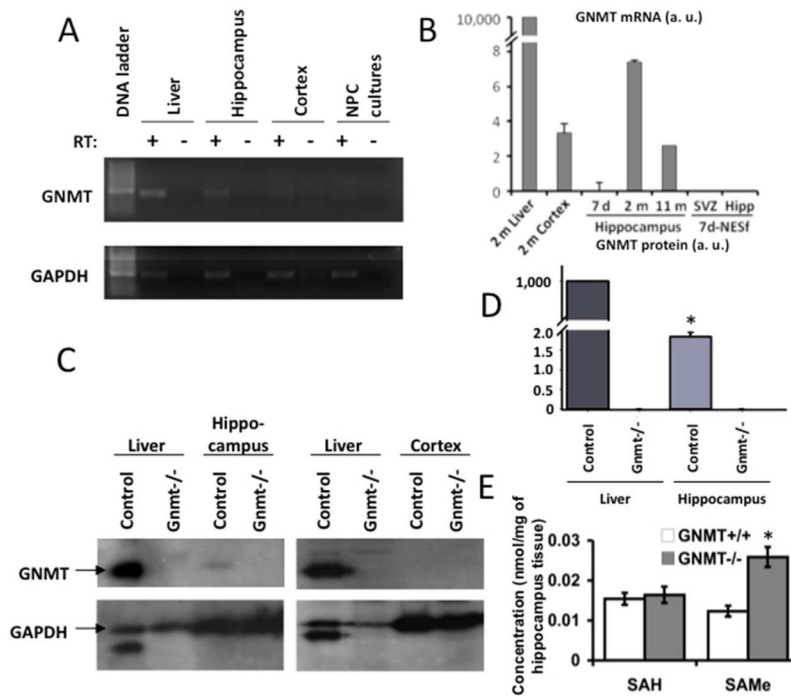 A
DNA ladder
Liver
Hippocampus
Cortex
NPC cultures
RT: + - + - + - + -
GNMT
GAPDH
B
GNMT mRNA (a. u.)
10,000
8
6
4
2
0
2 m Liver
2 m Cortex
7 d 2 m 11 m SVZ Hipp
Hippocampus 7d-NESf
GNMT protein (a. u.)
D
1,000
2.0
*
1.5
1.0
0.5
0
Control Gnmt-/- Control Gnmt-/-
Liver Hippocampus
C
Liver
Hippo-
campus
Liver Cortex
Control Gnmt-/- Control Gnmt-/- Control Gnmt-/- Control Gnmt-/-
GNMT
GAPDH
E
Concentration (nmol/mg of
hippocampus tissue)
0.03
0.02
0.01
0
GNMT+/+
GNMT-/-
*
SAH SAMe